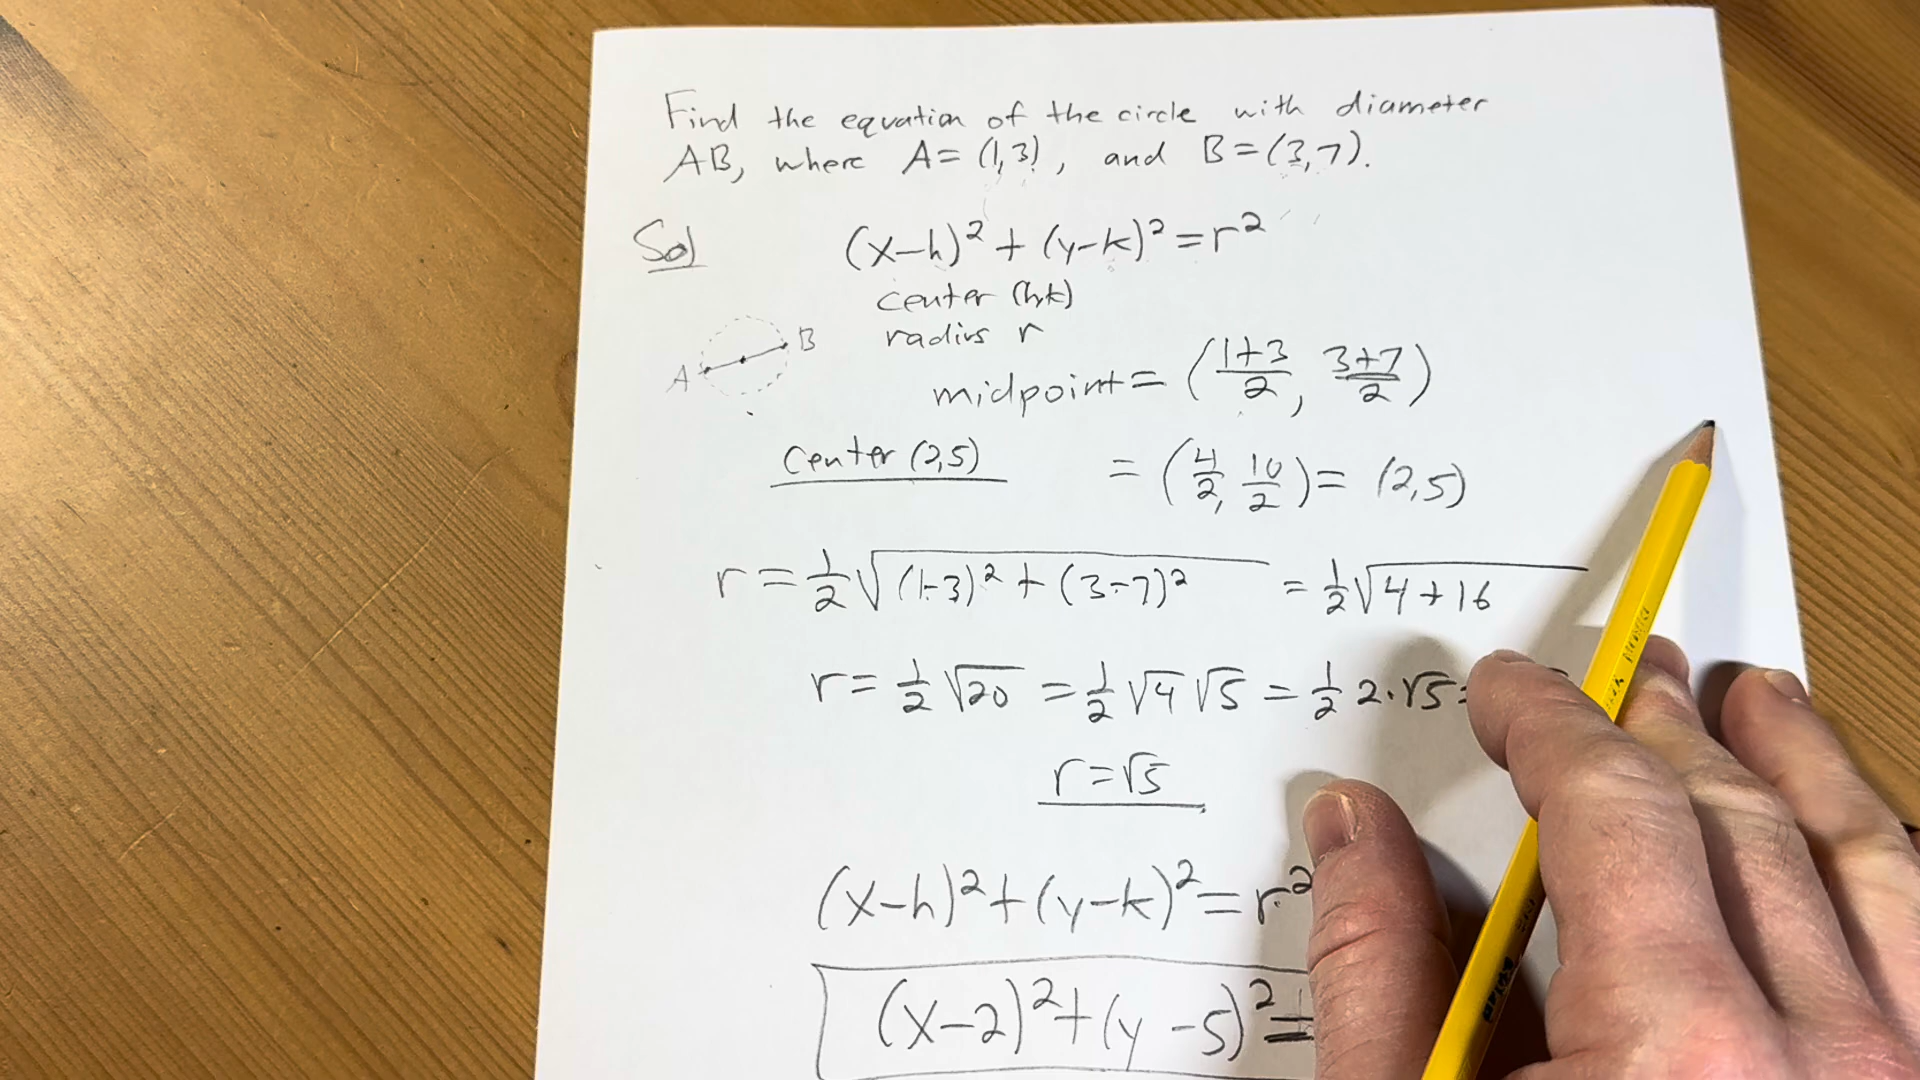 Find the equation of the circle with diameter
AB, where A = (1,3), and B = (3,7).
Sol
(x-h)² + (y-k)² = r²
center (h,k)
radius r
A B
midpoint = (1+3/2, 3+7/2)
center (2,5)
= (4/2, 10/2) = (2,5)
r = 1/2 √((1-3)² + (3-7)²) = 1/2 √(4+16)
r = 1/2 √20 = 1/2 √4 √5 = 1/2 2·√5 =
r = √5
(x-h)² + (y-k)² = r²
(x-2)² + (y-5)² =